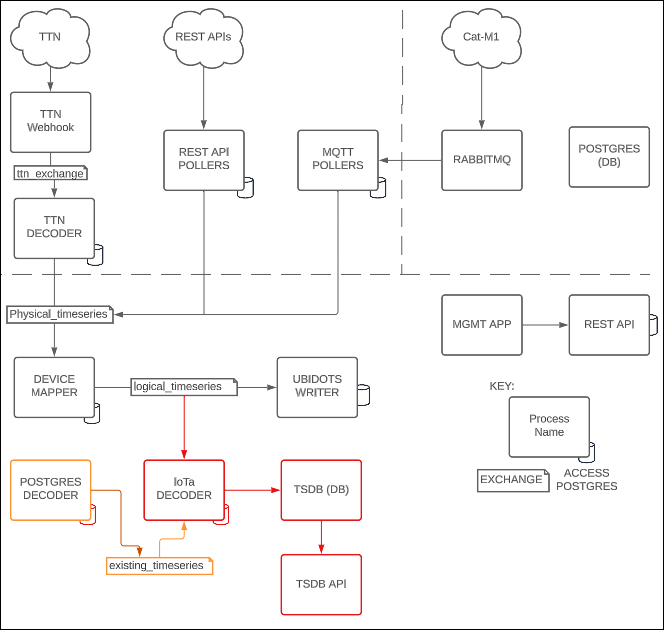 TTN
REST APIs
Cat-M1
TTN
Webhook
ttn_exchange
REST API
POLLERS
MQTT
POLLERS
RABBITMQ
POSTGRES
(DB)
TTN
DECODER
Physical_timeseries
MGMT APP
REST API
DEVICE
MAPPER
logical_timeseries
UBIDOTS
WRITER
KEY:
Process
Name
EXCHANGE
ACCESS
POSTGRES
POSTGRES
DECODER
IoTa
DECODER
TSDB (DB)
existing_timeseries
TSDB API